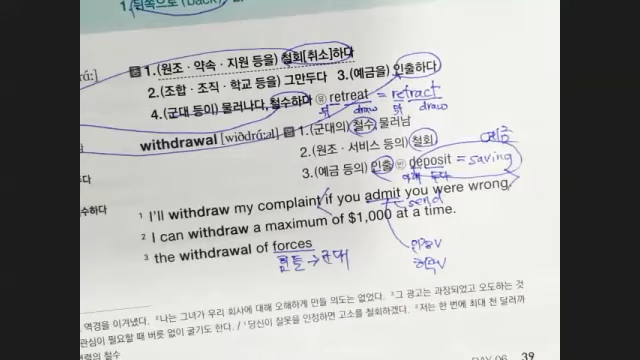 1.뒤쪽으로(back)
1.(원조·약속·지원 등을) 철회[취소]하다
2.(조합·조직·학교 등을) 그만두다 3.(예금을) 인출하다
4.(군대 등이) 물러나다, 철수하다 유 retreat = retract
draw draw
withdrawal [wiðdrɔ́ːəl] 명 1.(군대의) 철수, 물러남
2.(원조·서비스 등의) 철회 예금
3.(예금 등의) 인출 반 deposit = saving
수하다
1 I'll withdraw my complaint if you admit you were wrong.
send
2 I can withdraw a maximum of $1,000 at a time.
3 the withdrawal of forces
힘들 → 군대
역경을 이겨냈다. 2나는 그녀가 우리 회사에 대해 오해하게 만들 의도는 없었다. 3그 광고는 과장되었고 오도하는 것
관심이 필요할 때 버릇 없이 굴기도 한다. / 1당신이 잘못을 인정하면 고소를 철회하겠다. 2저는 한 번에 최대 천 달러까
력의 철수
DAY 06 39